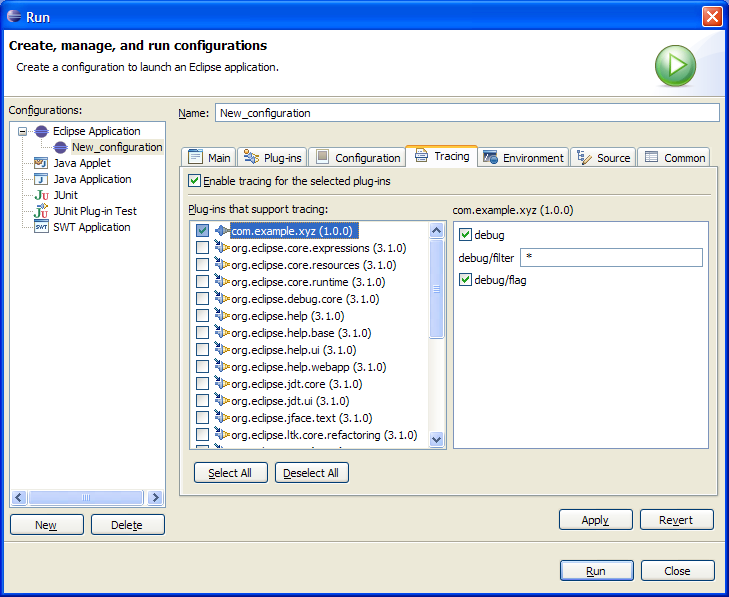 Run
Create, manage, and run configurations
Create a configuration to launch an Eclipse application.
Configurations:
Eclipse Application
New_configuration
Java Applet
Java Application
JUnit
JUnit Plug-in Test
SWT Application
New
Delete
Name: New_configuration
Main Plug-ins Configuration Tracing Environment Source Common
Enable tracing for the selected plug-ins
Plug-ins that support tracing:
com.example.xyz (1.0.0)
org.eclipse.core.expressions (3.1.0)
org.eclipse.core.resources (3.1.0)
org.eclipse.core.runtime (3.1.0)
org.eclipse.debug.core (3.1.0)
org.eclipse.help (3.1.0)
org.eclipse.help.base (3.1.0)
org.eclipse.help.ui (3.1.0)
org.eclipse.help.webapp (3.1.0)
org.eclipse.jdt.core (3.1.0)
org.eclipse.jdt.ui (3.1.0)
org.eclipse.jface.text (3.1.0)
org.eclipse.ltk.core.refactoring (3.1.0)
Select All
Deselect All
com.example.xyz (1.0.0)
debug
debug/filter *
debug/flag
Apply
Revert
Run
Close